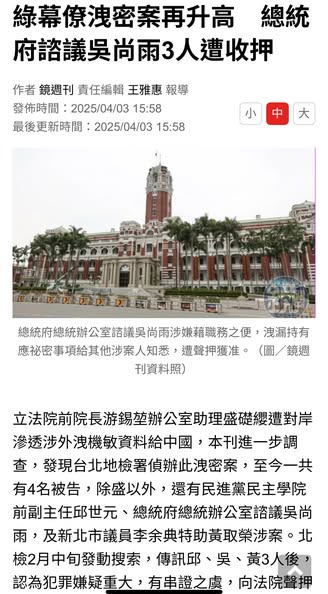 綠幕僚洩密案再升高　總統
府諮議吳尚雨3人遭收押
作者 鏡週刊 責任編輯 王雅惠 報導
發佈時間：2025/04/03 15:58
最後更新時間：2025/04/03 15:58
小 中 大
總統府總統辦公室諮議吳尚雨涉嫌藉職務之便，洩漏持有
應祕密事項給其他涉案人知悉，遭聲押獲准。（圖／鏡週
刊資料照）
立法院前院長游錫堃辦公室助理盛礎纓遭對岸
滲透涉外洩機敏資料給中國，本刊進一步調
查，發現台北地檢署偵辦此洩密案，至今一共
有4名被告，除盛以外，還有民進黨民主學院
前副主任邱世元、總統府總統辦公室諮議吳尚
雨，及新北市議員李余典特助黃取榮涉案。北
檢2月中旬發動搜索，傳訊邱、吳、黃3人後，
認為犯罪嫌疑重大，有串證之虞，向法院聲押